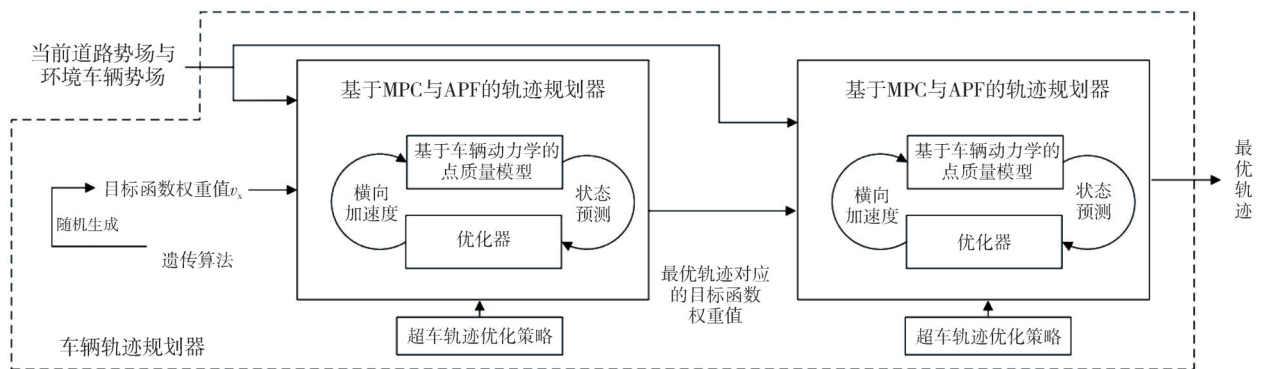 当前道路势场与
环境车辆势场
基于MPC与APF的轨迹规划器
基于车辆动力学的
点质量模型
横向
加速度
状态
预测
优化器
目标函数权重值vₓ
随机生成
遗传算法
超车轨迹优化策略
车辆轨迹规划器
最优轨迹对应
的目标函数
权重值
基于MPC与APF的轨迹规划器
基于车辆动力学的
点质量模型
横向
加速度
状态
预测
优化器
超车轨迹优化策略
最优轨迹